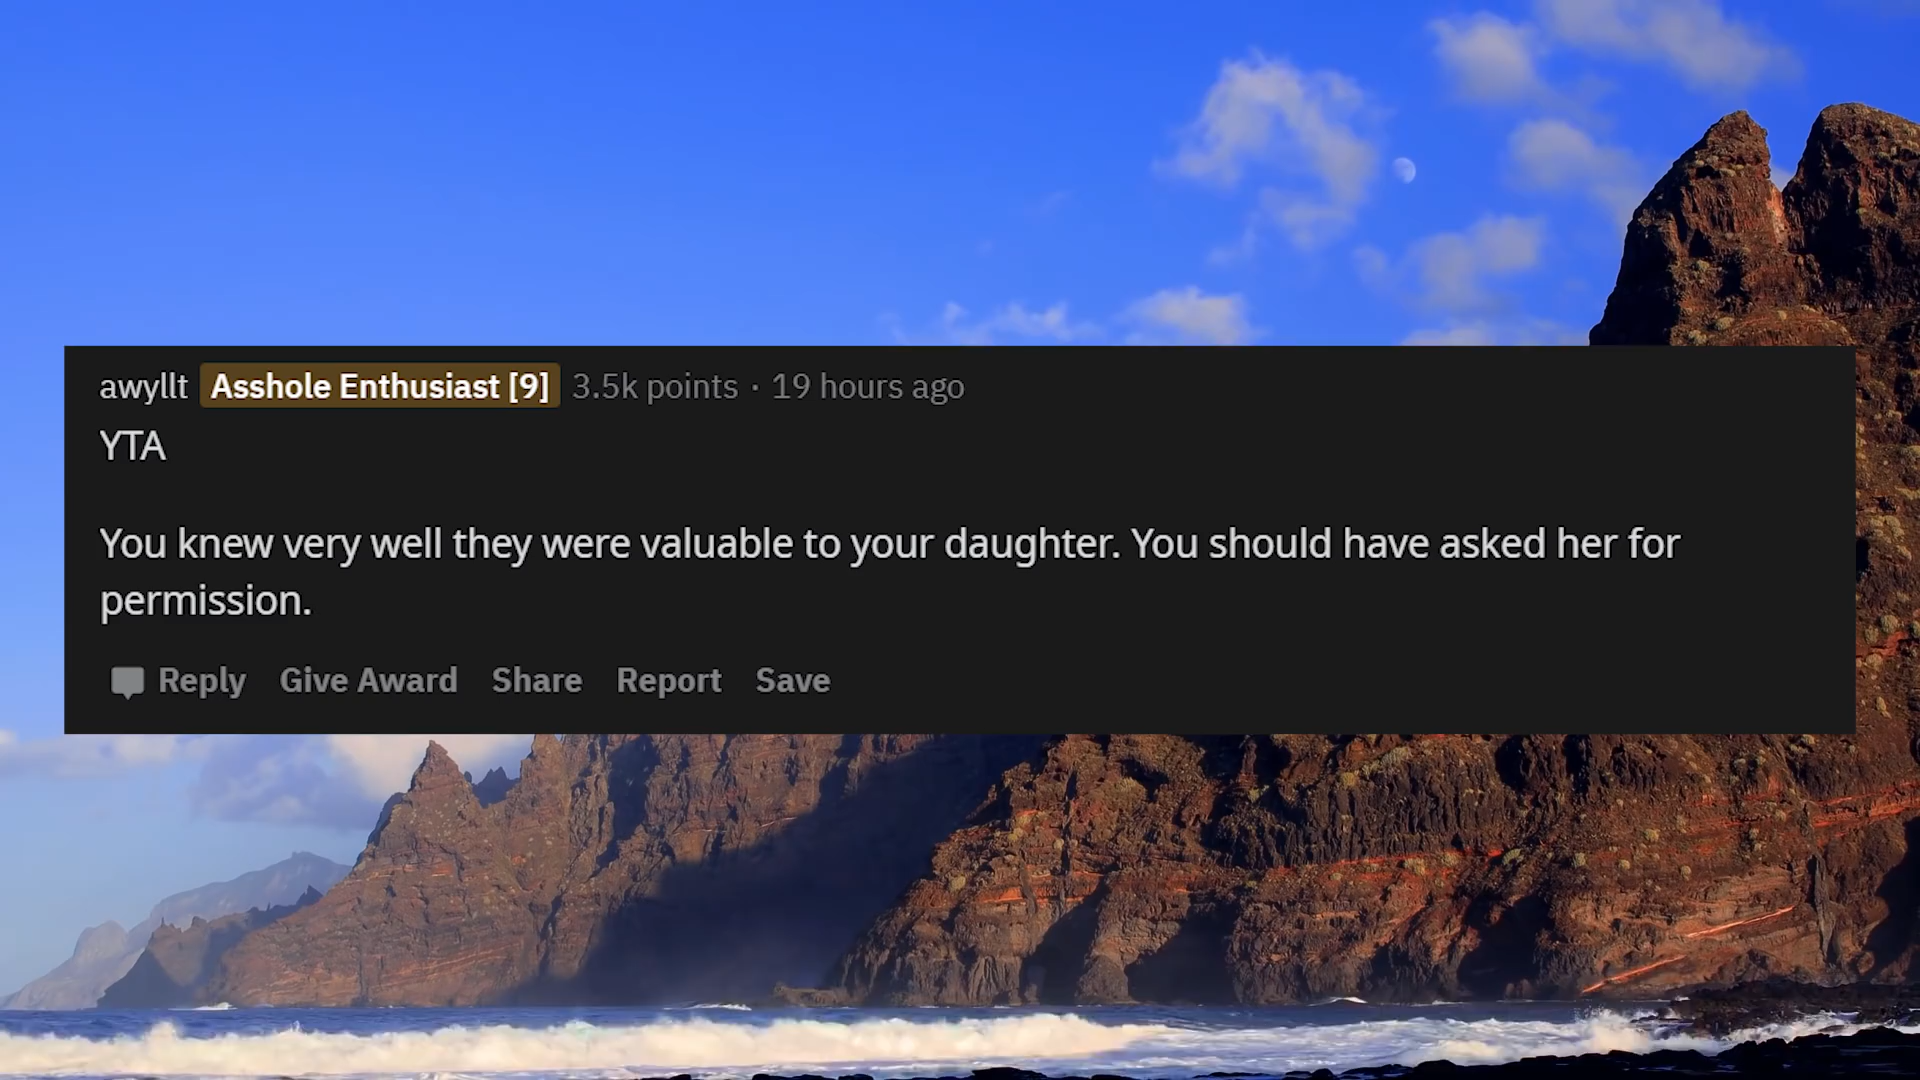 awyllt Asshole Enthusiast [9] 3.5k points · 19 hours ago
YTA
You knew very well they were valuable to your daughter. You should have asked her for
permission.
Reply Give Award Share Report Save